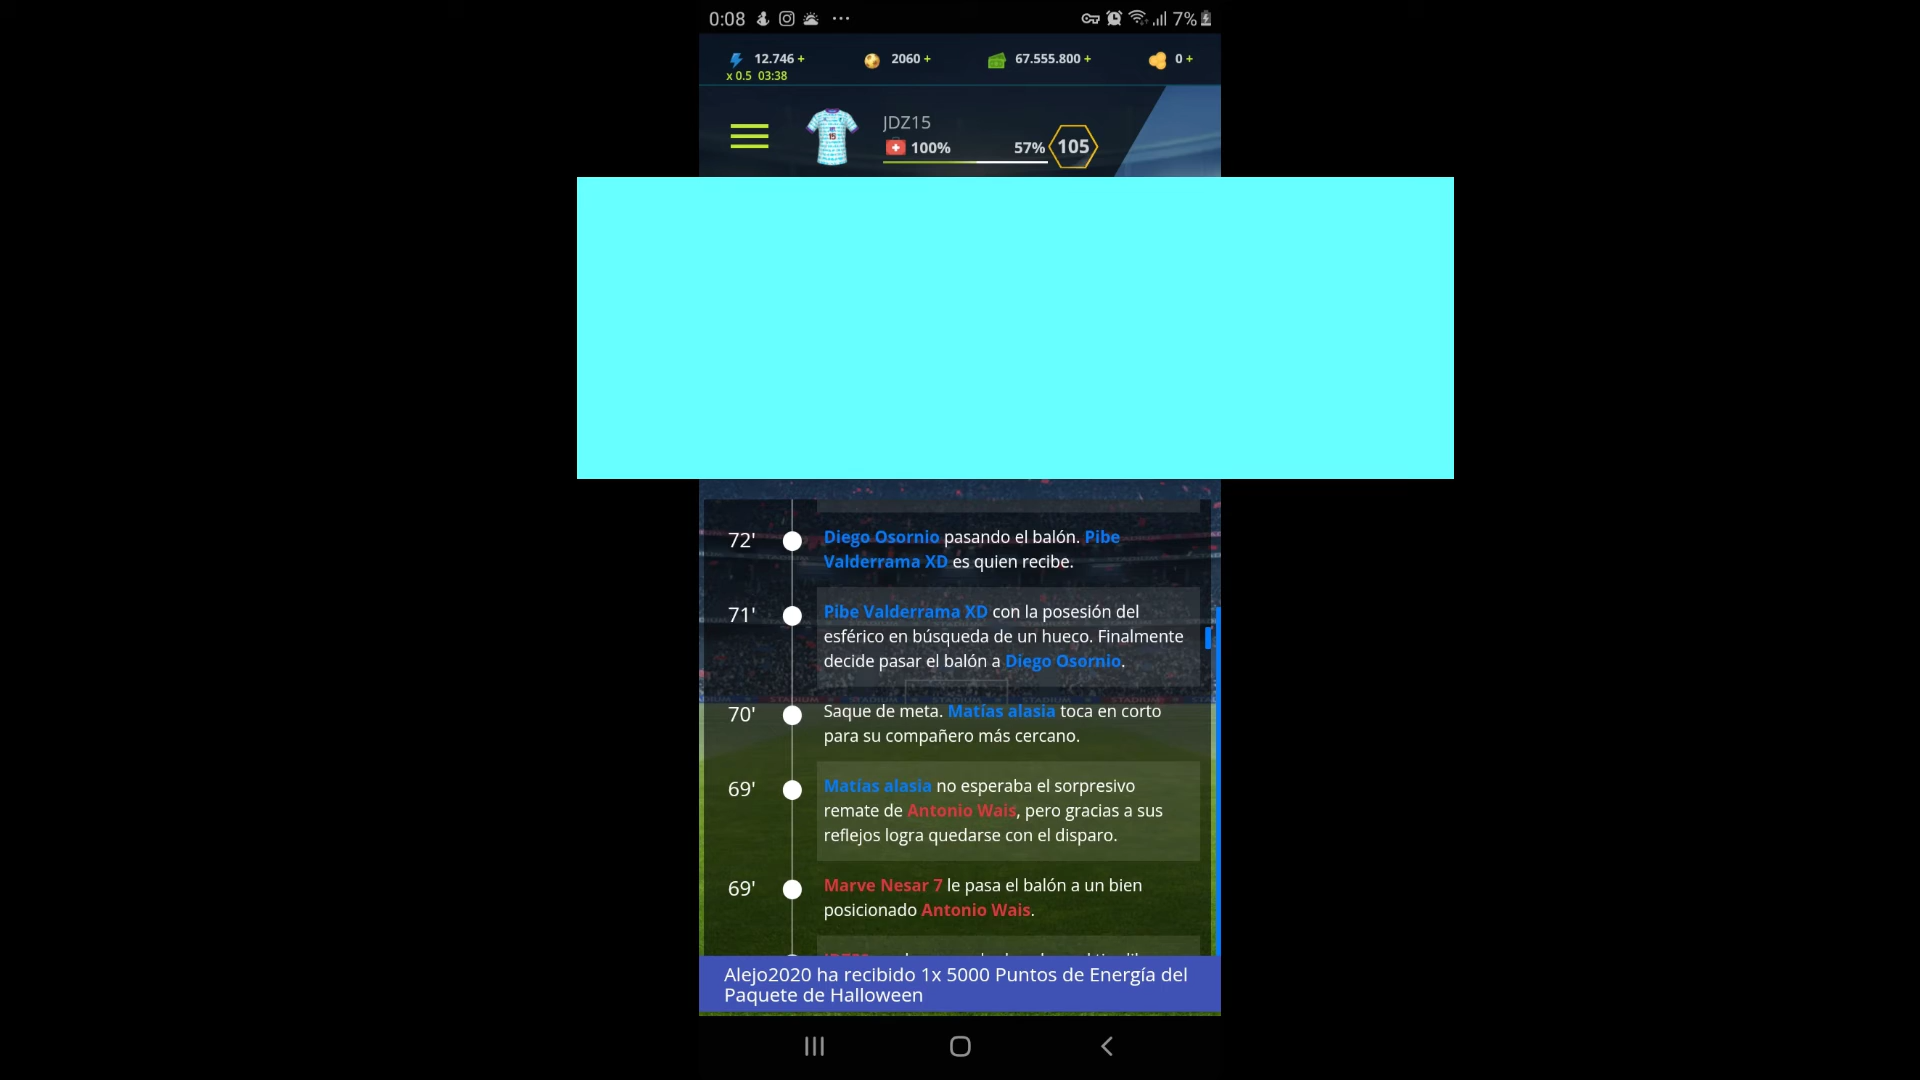 0:08 7%
12.746 + 2060 + 67.555.800 + 0 +
x 0.5 03:38
JDZ15
100% 57% 105
72' Diego Osornio pasando el balón. Pibe
Valderrama XD es quien recibe.
71' Pibe Valderrama XD con la posesión del
esférico en búsqueda de un hueco. Finalmente
decide pasar el balón a Diego Osornio.
70' Saque de meta. Matías alasia toca en corto
para su compañero más cercano.
69' Matías alasia no esperaba el sorpresivo
remate de Antonio Wais, pero gracias a sus
reflejos logra quedarse con el disparo.
69' Marve Nesar 7 le pasa el balón a un bien
posicionado Antonio Wais.
Alejo2020 ha recibido 1x 5000 Puntos de Energía del
Paquete de Halloween